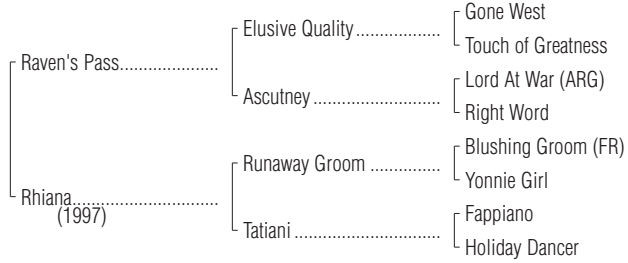 Gone West
Elusive Quality..................
Touch of Greatness
Raven's Pass.....................
Lord At War (ARG)
Ascutney...........................
Right Word
Blushing Groom (FR)
Runaway Groom ...............
Yonnie Girl
Rhiana...............................
(1997)
Fappiano
Tatiani ...............................
Holiday Dancer